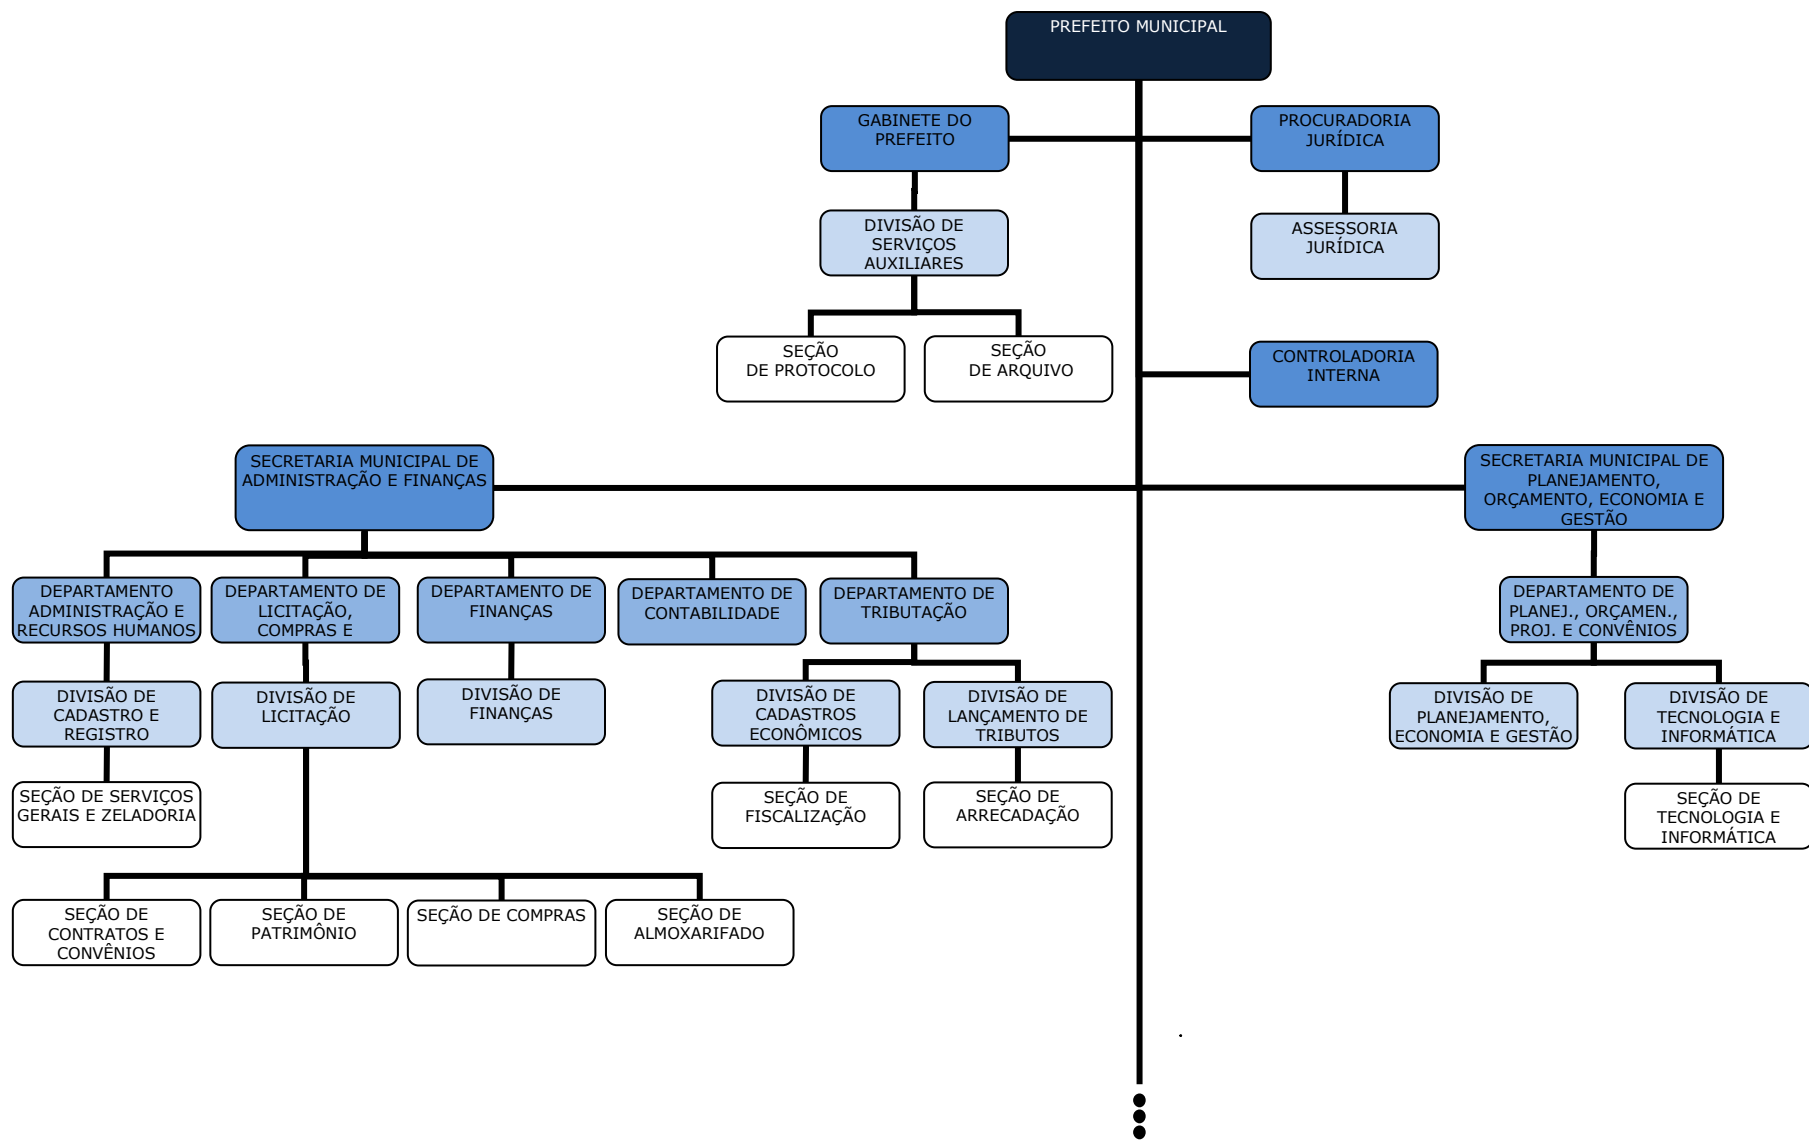 PREFEITO MUNICIPAL
GABINETE DO
PREFEITO
PROCURADORIA
JURÍDICA
DIVISÃO DE
SERVIÇOS
AUXILIARES
ASSESSORIA
JURÍDICA
SEÇÃO
DE PROTOCOLO
SEÇÃO
DE ARQUIVO
CONTROLADORIA
INTERNA
SECRETARIA MUNICIPAL DE
ADMINISTRAÇÃO E FINANÇAS
SECRETARIA MUNICIPAL DE
PLANEJAMENTO,
ORÇAMENTO, ECONOMIA E
GESTÃO
DEPARTAMENTO
ADMINISTRAÇÃO E
RECURSOS HUMANOS
DEPARTAMENTO DE
LICITAÇÃO,
COMPRAS E
DEPARTAMENTO DE
FINANÇAS
DEPARTAMENTO DE
CONTABILIDADE
DEPARTAMENTO DE
TRIBUTAÇÃO
DEPARTAMENTO DE
PLANEJ., ORÇAMEN.,
PROJ. E CONVÊNIOS
DIVISÃO DE
CADASTRO E
REGISTRO
DIVISÃO DE
LICITAÇÃO
DIVISÃO DE
FINANÇAS
DIVISÃO DE
CADASTROS
ECONÔMICOS
DIVISÃO DE
LANÇAMENTO DE
TRIBUTOS
DIVISÃO DE
PLANEJAMENTO,
ECONOMIA E GESTÃO
DIVISÃO DE
TECNOLOGIA E
INFORMÁTICA
SEÇÃO DE SERVIÇOS
GERAIS E ZELADORIA
SEÇÃO DE
FISCALIZAÇÃO
SEÇÃO DE
ARRECADAÇÃO
SEÇÃO DE
TECNOLOGIA E
INFORMÁTICA
SEÇÃO DE
CONTRATOS E
CONVÊNIOS
SEÇÃO DE
PATRIMÔNIO
SEÇÃO DE COMPRAS
SEÇÃO DE
ALMOXARIFADO
.